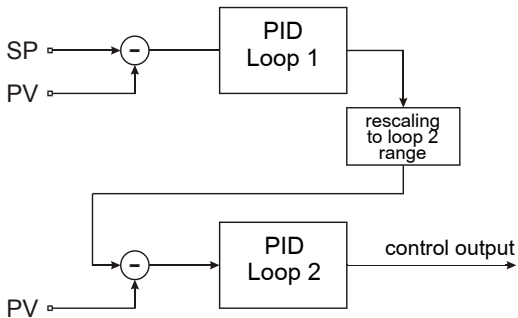 PID
Loop 1
SP
PV
rescaling
to loop 2
range
PID
Loop 2
control output
PV